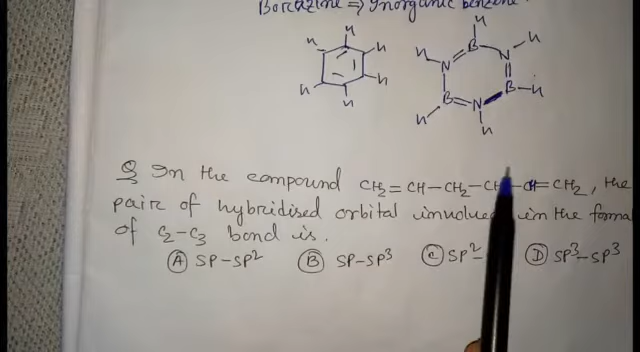 Borazine ⇒ Inorganic benzene
H H H H H H
H B H N H N B H B N H H
Q In the compound CH₂=CH-CH₂-CH -CH=CH₂, the
pair of hybridised orbital involved in the forma
of C₂-C₃ bond is.
(A) SP-SP² (B) SP-SP³ (C) SP²- (D) SP³-SP³